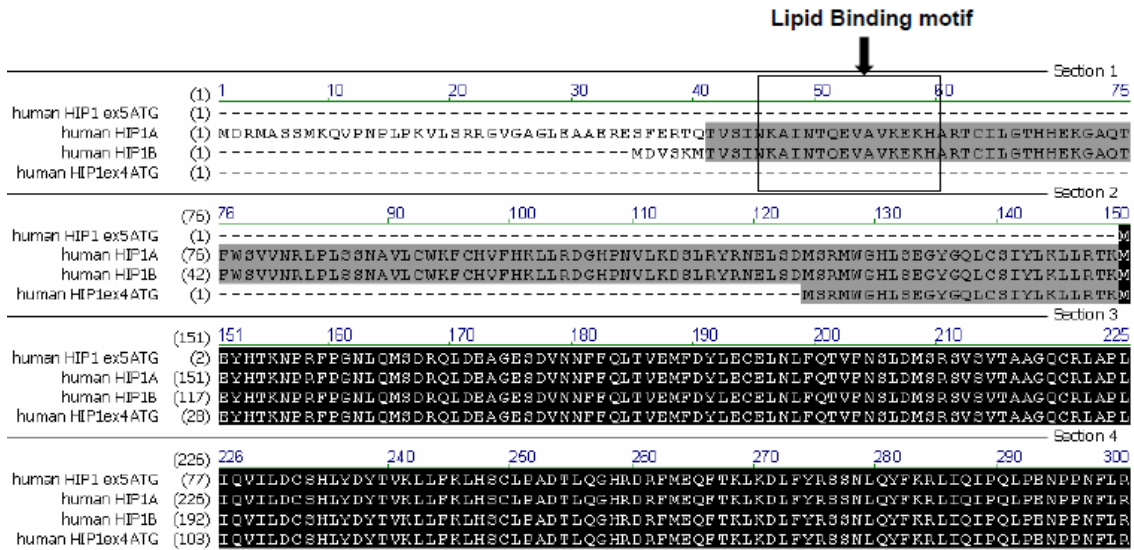 Lipid Binding motif
Section 1
(1) 1 10 20 30 40 50 60 75
human HIP1 ex5ATG (1) ---------------------------------------------------------------------------
human HIP1A (1) MDRMASSMKQVPNPLPKVLSRRGVGAGLEAAERESFERTQTVSINKAINTQEVAVKEKHARTCILGTHHEKGAQT
human HIP1B (1) ----------------------------------MDVSKMTVSINKAINTQEVAVKEKHARTCILGTHHEKGAQT
human HIP1ex4ATG (1) ---------------------------------------------------------------------------
Section 2
(76) 76 90 100 110 120 130 140 150
human HIP1 ex5ATG (1) --------------------------------------------------------------------------M
human HIP1A (76) FWSVVNRLPLSSNAVLCWKFCHVFHKLLRDGHPNVLKDSLRYRNELSDMSRMWGHLSEGYGQLCSIYLKLLRTKM
human HIP1B (42) FWSVVNRLPLSSNAVLCWKFCHVFHKLLRDGHPNVLKDSLRYRNELSDMSRMWGHLSEGYGQLCSIYLKLLRTKM
human HIP1ex4ATG (1) ------------------------------------------------MSRMWGHLSEGYGQLCSIYLKLLRTKM
Section 3
(151) 151 160 170 180 190 200 210 225
human HIP1 ex5ATG (2) EYHTKNPRFPGNLQMSDRQLDEAGESDVNNFFQLTVEMFDYLECELNLFQTVFNSLDMSRSVSVTAAGQCRLAPL
human HIP1A (151) EYHTKNPRFPGNLQMSDRQLDEAGESDVNNFFQLTVEMFDYLECELNLFQTVFNSLDMSRSVSVTAAGQCRLAPL
human HIP1B (117) EYHTKNPRFPGNLQMSDRQLDEAGESDVNNFFQLTVEMFDYLECELNLFQTVFNSLDMSRSVSVTAAGQCRLAPL
human HIP1ex4ATG (28) EYHTKNPRFPGNLQMSDRQLDEAGESDVNNFFQLTVEMFDYLECELNLFQTVFNSLDMSRSVSVTAAGQCRLAPL
Section 4
(226) 226 240 250 260 270 280 290 300
human HIP1 ex5ATG (77) IQVILDCSHLYDYTVKLLFKLHSCLPADTLQGHRDRFMEQFTKLKDLFYRSSNLQYFKRLIQIPQLPENPPNFLR
human HIP1A (226) IQVILDCSHLYDYTVKLLFKLHSCLPADTLQGHRDRFMEQFTKLKDLFYRSSNLQYFKRLIQIPQLPENPPNFLR
human HIP1B (192) IQVILDCSHLYDYTVKLLFKLHSCLPADTLQGHRDRFMEQFTKLKDLFYRSSNLQYFKRLIQIPQLPENPPNFLR
human HIP1ex4ATG (103) IQVILDCSHLYDYTVKLLFKLHSCLPADTLQGHRDRFMEQFTKLKDLFYRSSNLQYFKRLIQIPQLPENPPNFLR